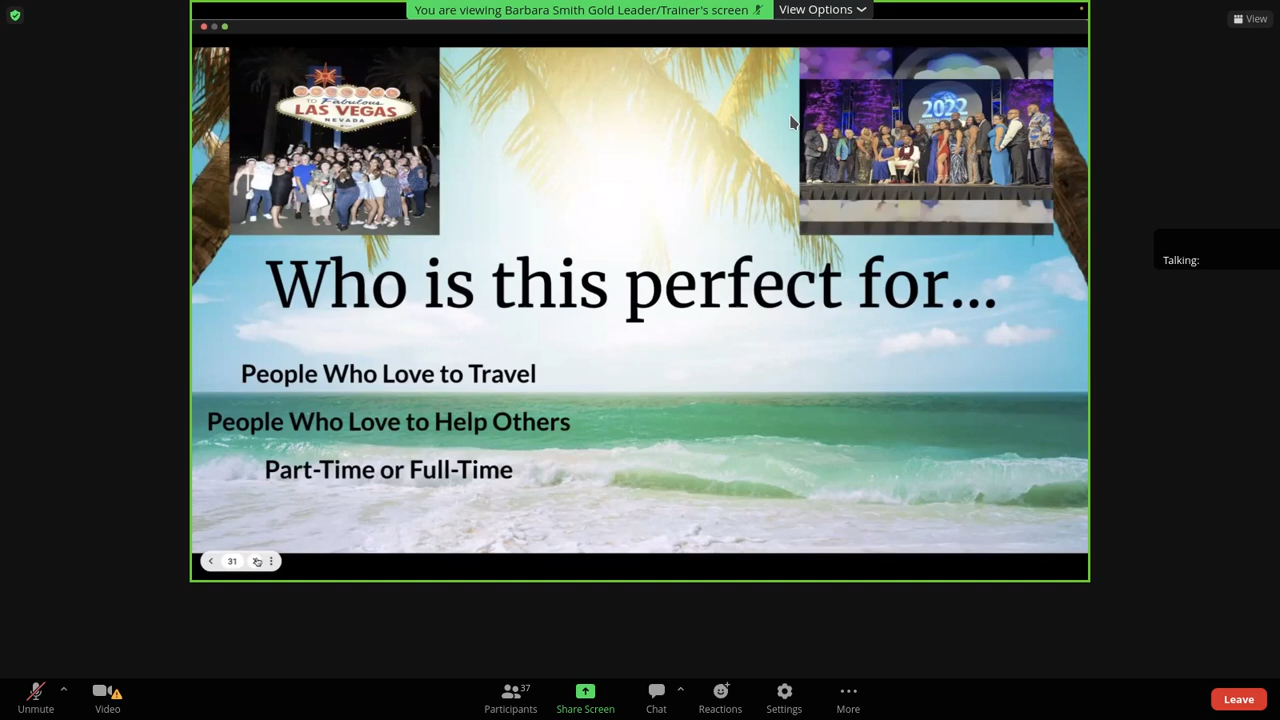 You are viewing Barbara Smith Gold Leader/Trainer's screen
View Options
View
TO Fabulous
LAS VEGAS
NEVADA
2022
Talking:
Who is this perfect for...
People Who Love to Travel
People Who Love to Help Others
Part-Time or Full-Time
31
Unmute
Video
Participants
37
Share Screen
Chat
Reactions
Settings
More
Leave